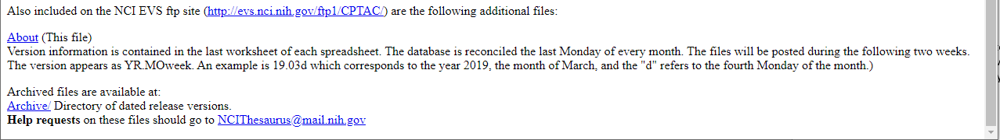 Also included on the NCI EVS ftp site (http://evs.nci.nih.gov/ftp1/CPTAC/) are the following additional files:
About (This file)
Version information is contained in the last worksheet of each spreadsheet. The database is reconciled the last Monday of every month. The files will be posted during the following two weeks.
The version appears as YR.MOweek. An example is 19.03d which corresponds to the year 2019, the month of March, and the "d" refers to the fourth Monday of the month.)
Archived files are available at:
Archive/ Directory of dated release versions.
Help requests on these files should go to NCIThesaurus@mail.nih.gov